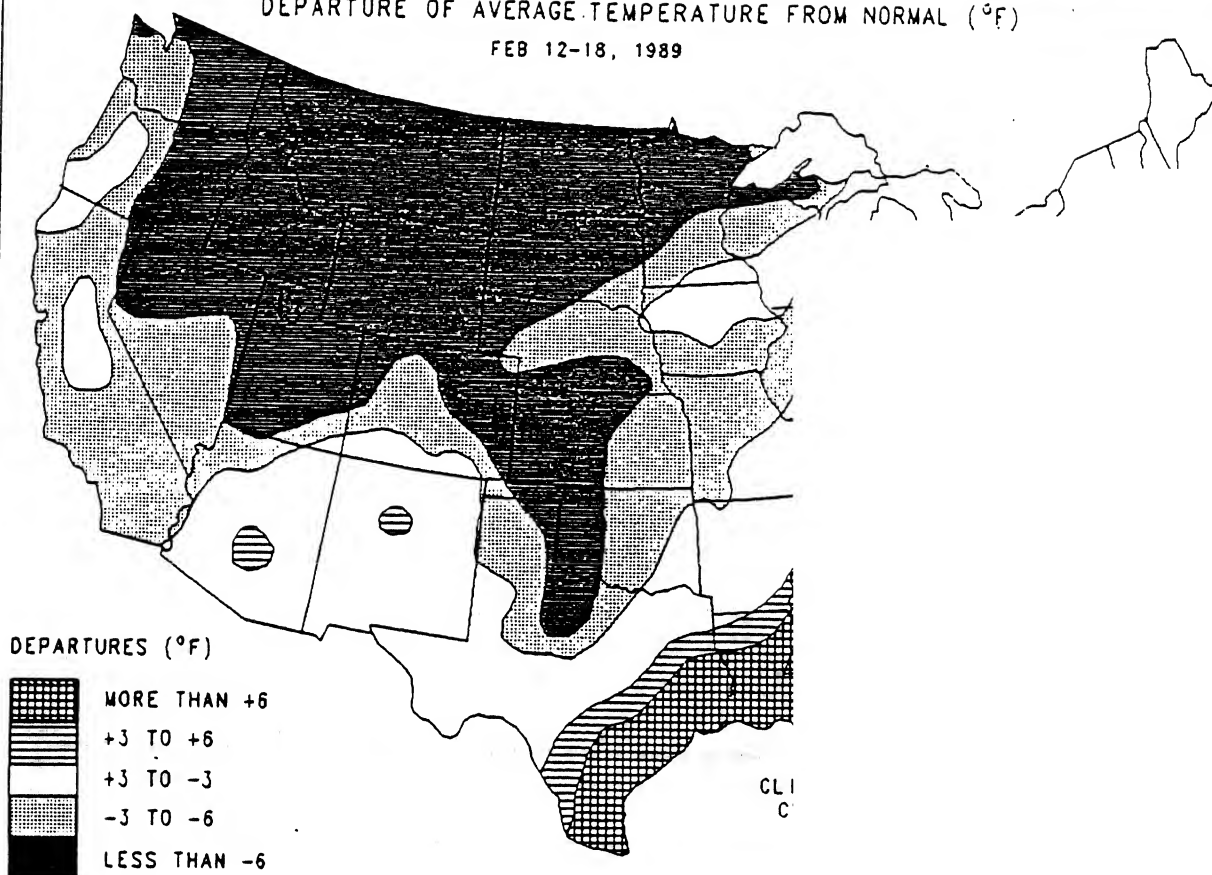 DEPARTURE OF AVERAGE TEMPERATURE FROM NORMAL (°F)
FEB 12-18, 1989
DEPARTURES (°F)
MORE THAN +6
+3 TO +6
+3 TO -3
-3 TO -6
LESS THAN -6
CLI
C